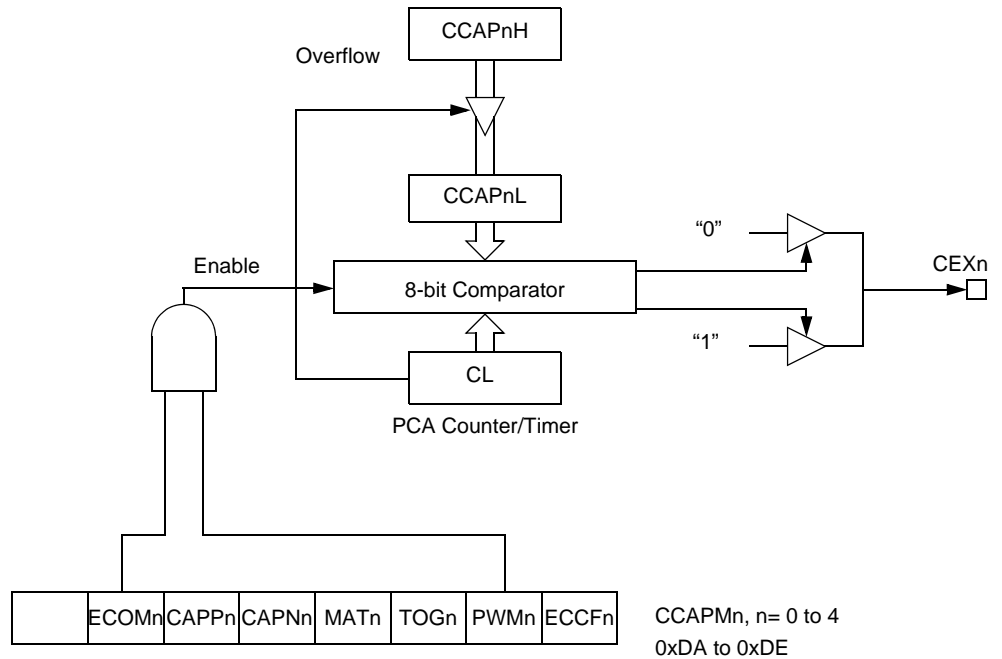 CCAPnH
Overflow
CCAPnL
“0”
Enable
CEXn
8-bit Comparator
“1”
CL
PCA Counter/Timer
ECOMn CAPPn CAPNn MATn TOGn PWMn ECCFn
CCAPMn, n= 0 to 4
0xDA to 0xDE